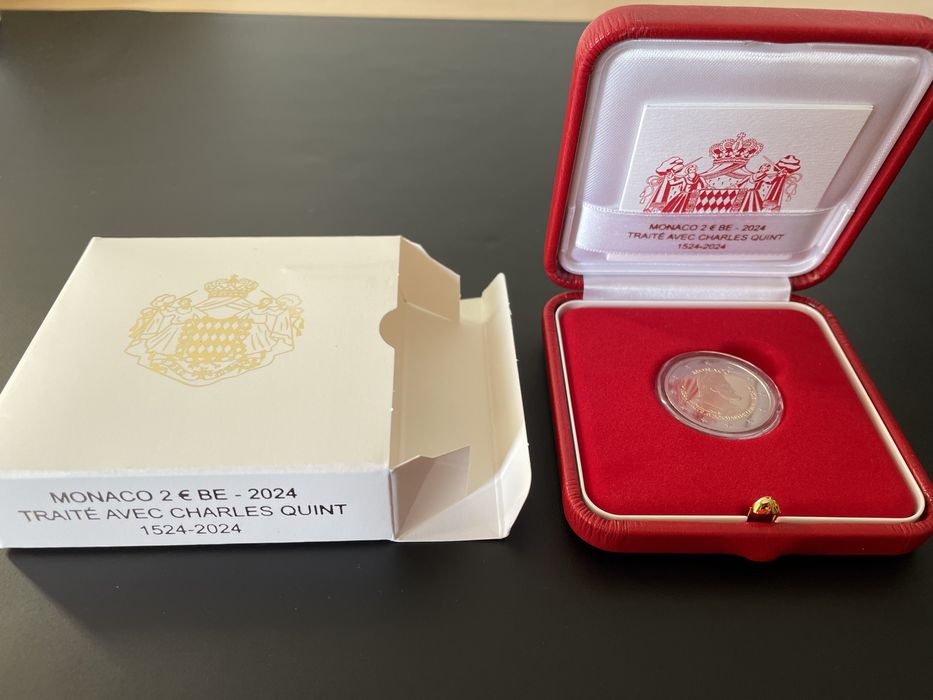 MONACO 2 € BE - 2024
TRAITÉ AVEC CHARLES QUINT
1524-2024
MONACO 2 € BE - 2024
TRAITÉ AVEC CHARLES QUINT
1524-2024
MONACO